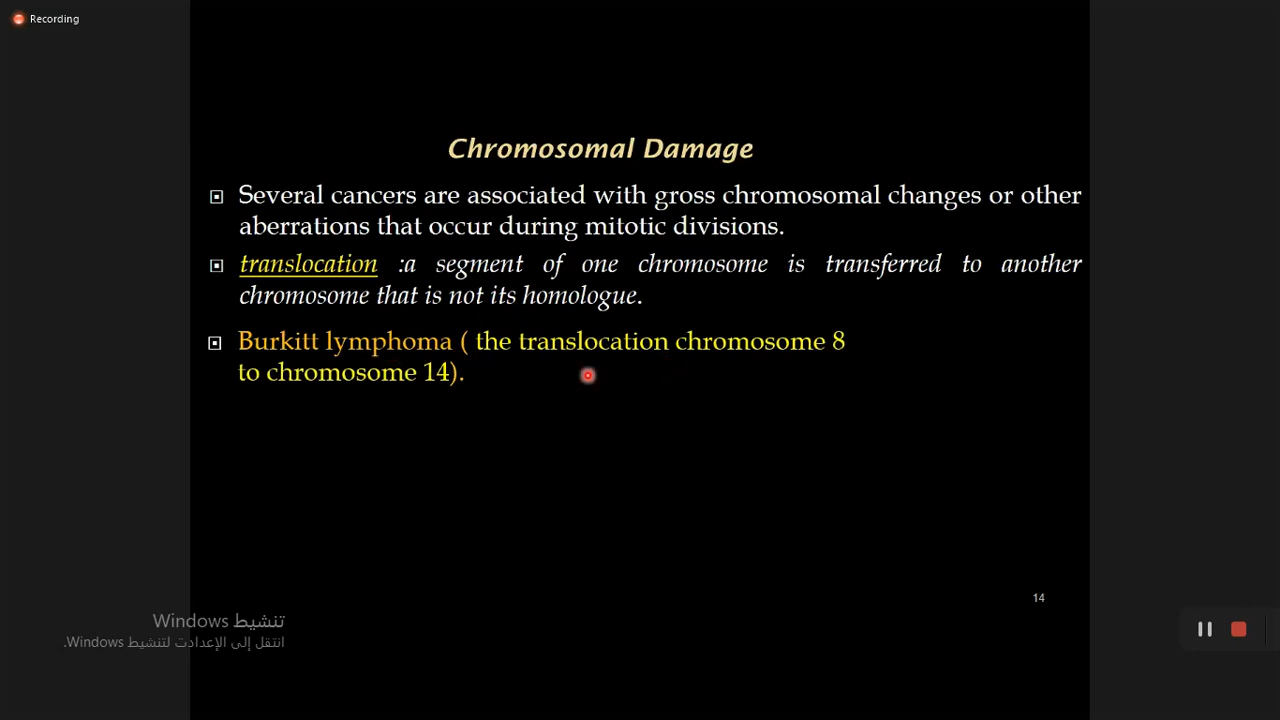 Recording
Chromosomal Damage
Several cancers are associated with gross chromosomal changes or other
aberrations that occur during mitotic divisions.
translocation :a segment of one chromosome is transferred to another
chromosome that is not its homologue.
Burkitt lymphoma ( the translocation chromosome 8
to chromosome 14).
14
تنشيط Windows
انتقل إلى الإعدادات لتنشيط Windows.